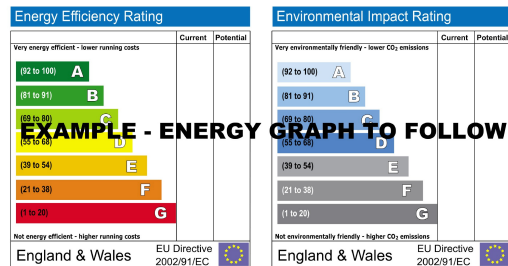 Energy Efficiency Rating
Current Potential
Very energy efficient - lower running costs
(92 to 100) A
(81 to 91) B
(69 to 80) C
(55 to 68) D
(39 to 54) E
(21 to 38) F
(1 to 20) G
Not energy efficient - higher running costs
England & Wales
EU Directive
2002/91/EC
Environmental Impact Rating
Current Potential
Very environmentally friendly - lower CO₂ emissions
(92 to 100) A
(81 to 91) B
(69 to 80) C
(55 to 68) D
(39 to 54) E
(21 to 38) F
(1 to 20) G
Not environmentally friendly - higher CO₂ emissions
England & Wales
EU Directive
2002/91/EC
EXAMPLE - ENERGY GRAPH TO FOLLOW